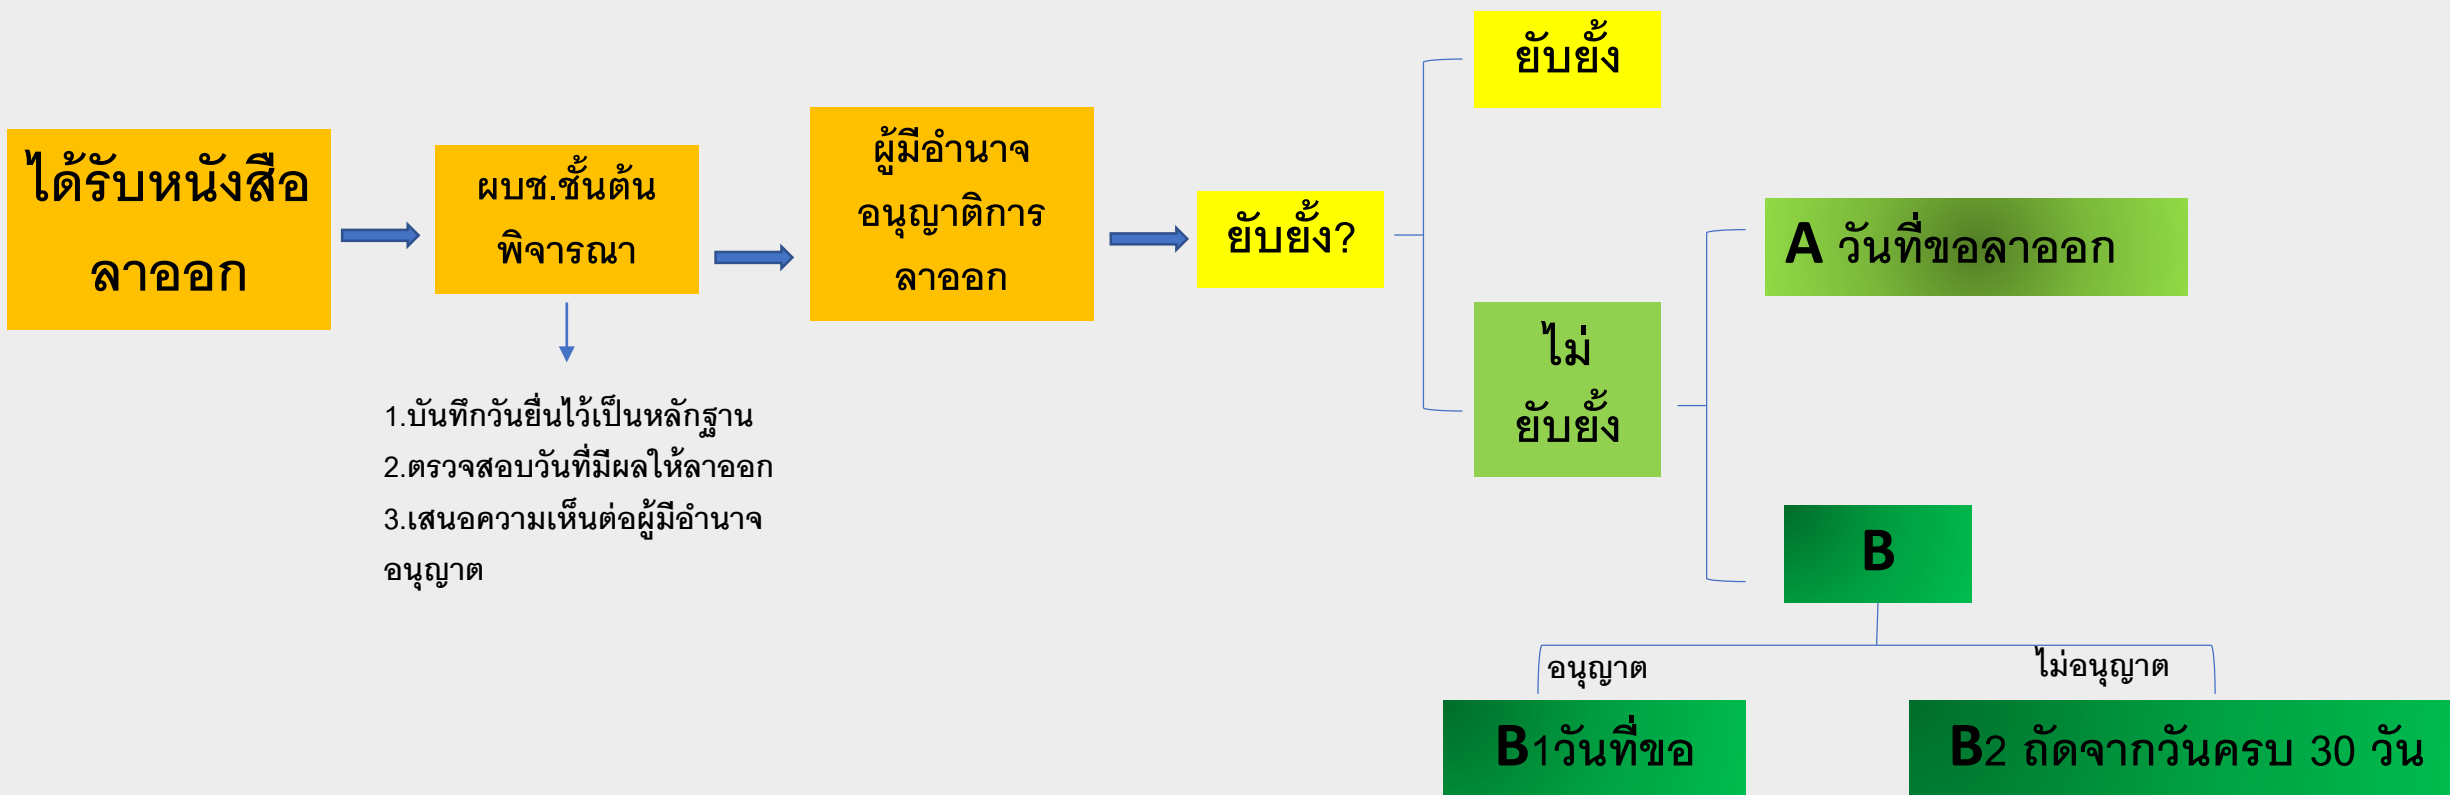 ได้รับหนังสือ
ลาออก
ผบช.ชั้นต้น
พิจารณา
1.บันทึกวันยื่นไว้เป็นหลักฐาน
2.ตรวจสอบวันที่มีผลให้ลาออก
3.เสนอความเห็นต่อผู้มีอำนาจ
อนุญาต
ผู้มีอำนาจ
อนุญาติการ
ลาออก
ยับยั้ง?
ยับยั้ง
ไม่
ยับยั้ง
A วันที่ขอลาออก
B
อนุญาต
ไม่อนุญาต
B1วันที่ขอ
B2 ถัดจากวันครบ 30 วัน